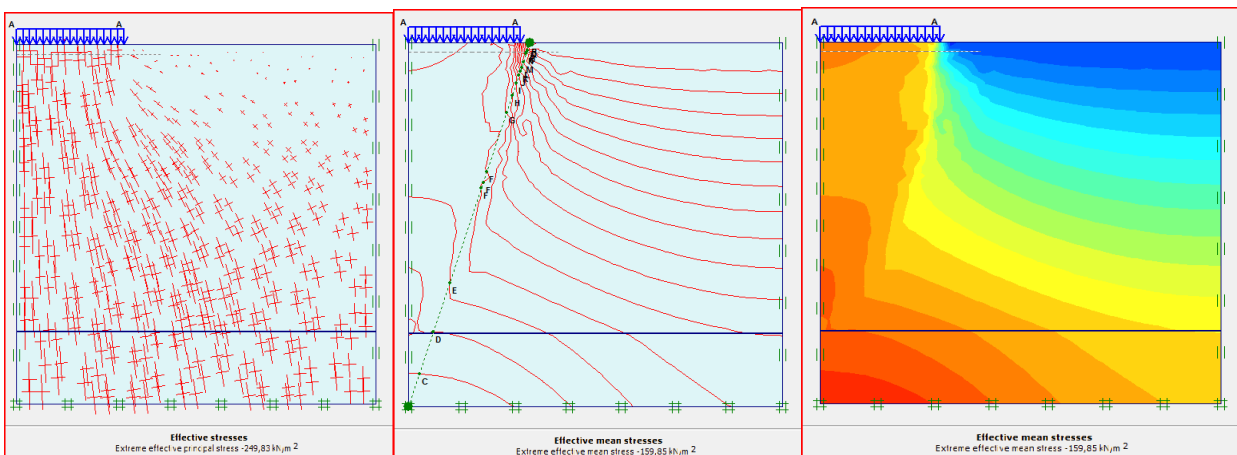 A A
Effective stresses
Extreme effective principal stress -249,83 kN/m²
A A
M
I
H
G
F
F
F
E
D
C
Effective mean stresses
Extreme effective mean stress -159,85 kN/m²
A A
Effective mean stresses
Extreme effective mean stress -159,85 kN/m²